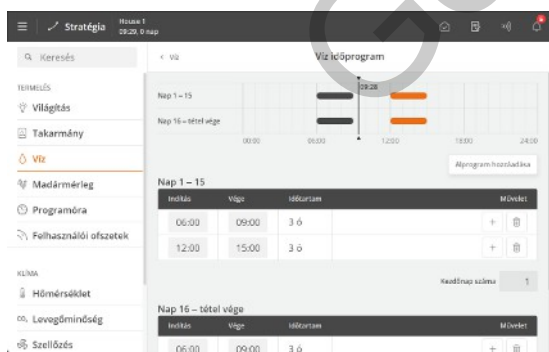 Stratégia
House 1
09:29, 0 nap
Keresés
TERMELÉS
Világítás
Takarmány
Víz
Madármérleg
Programóra
Felhasználói ofszetek
KLÍMA
Hőmérséklet
Levegőminőség
Szellőzés
< Víz
Víz időprogram
09:28
Nap 1 – 15
Nap 16 – tétel vége
00:00 06:00 12:00 18:00 24:00
Alprogram hozzáadása
Nap 1 – 15
Indítás Vége Időtartam Művelet
06:00 09:00 3 ó
12:00 15:00 3 ó
Kezdőnap száma 1
Nap 16 – tétel vége
Indítás Vége Időtartam Művelet
06:00 09:00 3 ó